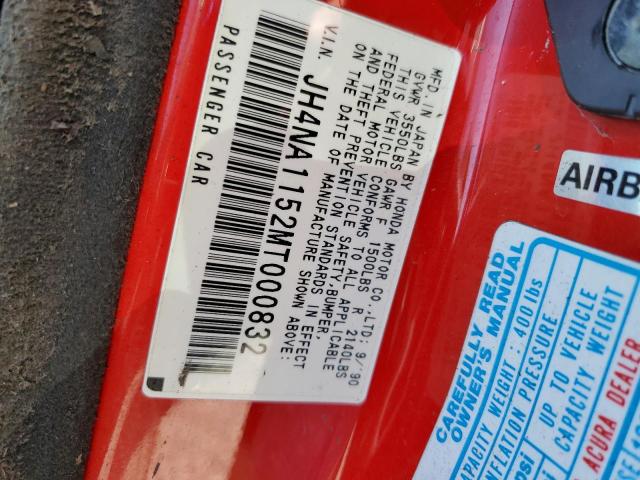 MFD. IN JAPAN BY HONDA MOTOR CO.,LTD; 9/'90
GVWR 3550LBS GAWR F 1500LBS R 2140LBS
THIS VEHICLE CONFORMS TO ALL APPLICABLE
FEDERAL MOTOR VEHICLE SAFETY,BUMPER,
AND THEFT PREVENTION STANDARDS IN EFFECT
ON THE DATE OF MANUFACTURE SHOWN ABOVE:
V.I.N. JH4NA1152MT000832
PASSENGER CAR
AIRB
CAREFULLY READ
OWNER'S MANUAL
CAPACITY WEIGHT : 400 lbs
INFLATION PRESSURE
UP TO VEHICLE
CAPACITY WEIGHT
ACURA DEALER